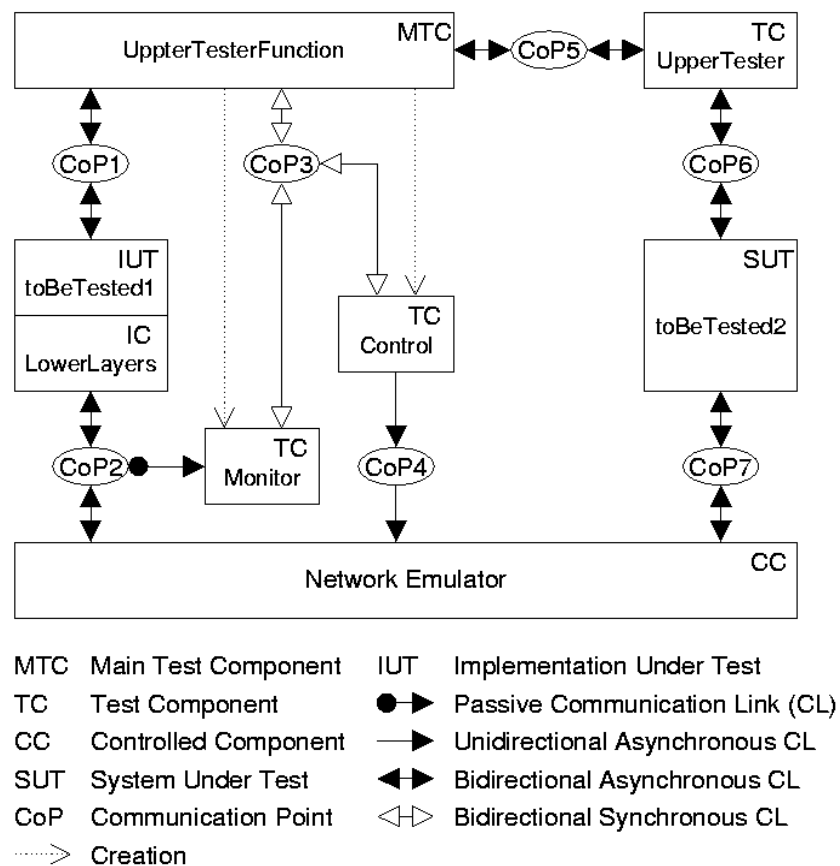 MTC
UppterTesterFunction
CoP5
TC
UpperTester
CoP1
CoP3
CoP6
IUT
toBeTested1
IC
LowerLayers
TC
Control
SUT
toBeTested2
CoP2
TC
Monitor
CoP4
CoP7
CC
Network Emulator
MTC Main Test Component
IUT Implementation Under Test
TC Test Component
Passive Communication Link (CL)
CC Controlled Component
Unidirectional Asynchronous CL
SUT System Under Test
Bidirectional Asynchronous CL
CoP Communication Point
Bidirectional Synchronous CL
Creation